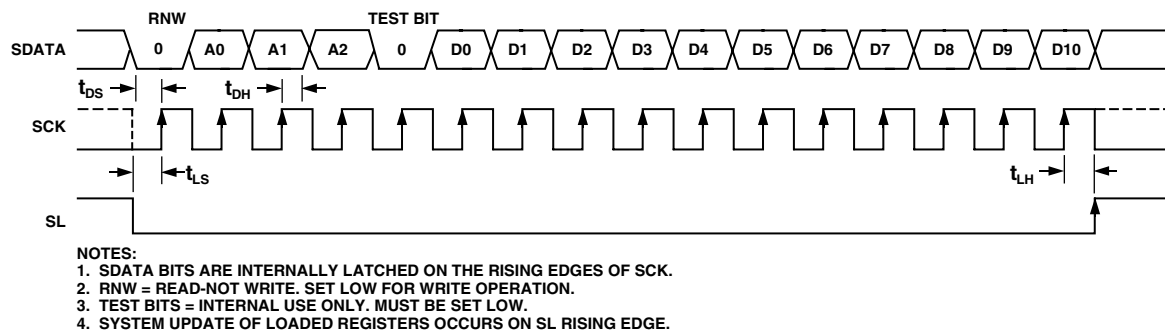 RNW TEST BIT
SDATA 0 A0 A1 A2 0 D0 D1 D2 D3 D4 D5 D6 D7 D8 D9 D10
tDS tDH
SCK
tLS tLH
SL
NOTES:
1. SDATA BITS ARE INTERNALLY LATCHED ON THE RISING EDGES OF SCK.
2. RNW = READ-NOT WRITE. SET LOW FOR WRITE OPERATION.
3. TEST BITS = INTERNAL USE ONLY. MUST BE SET LOW.
4. SYSTEM UPDATE OF LOADED REGISTERS OCCURS ON SL RISING EDGE.